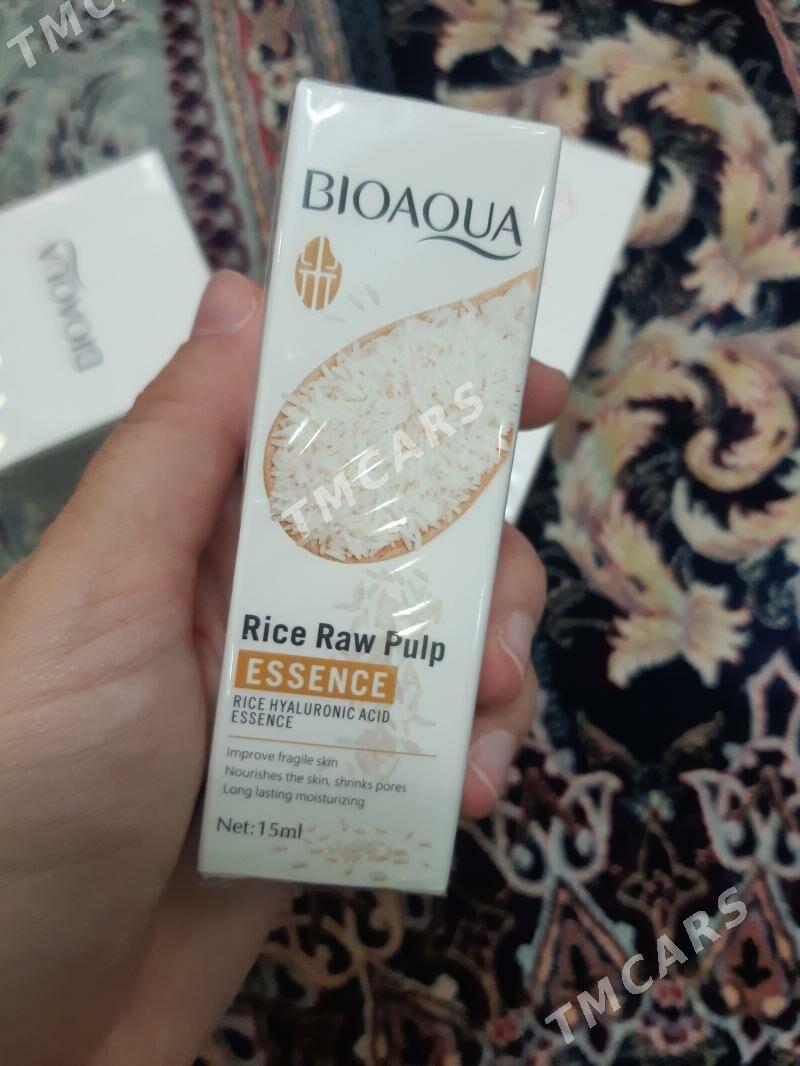 TMCARS
BIOAQUA
BIOAQUA
TMCARS
Rice Raw Pulp
ESSENCE
RICE HYALURONIC ACID
ESSENCE
Improve fragile skin
Nourishes the skin, shrinks pores
Long lasting moisturizing
Net:15ml
TMCARS